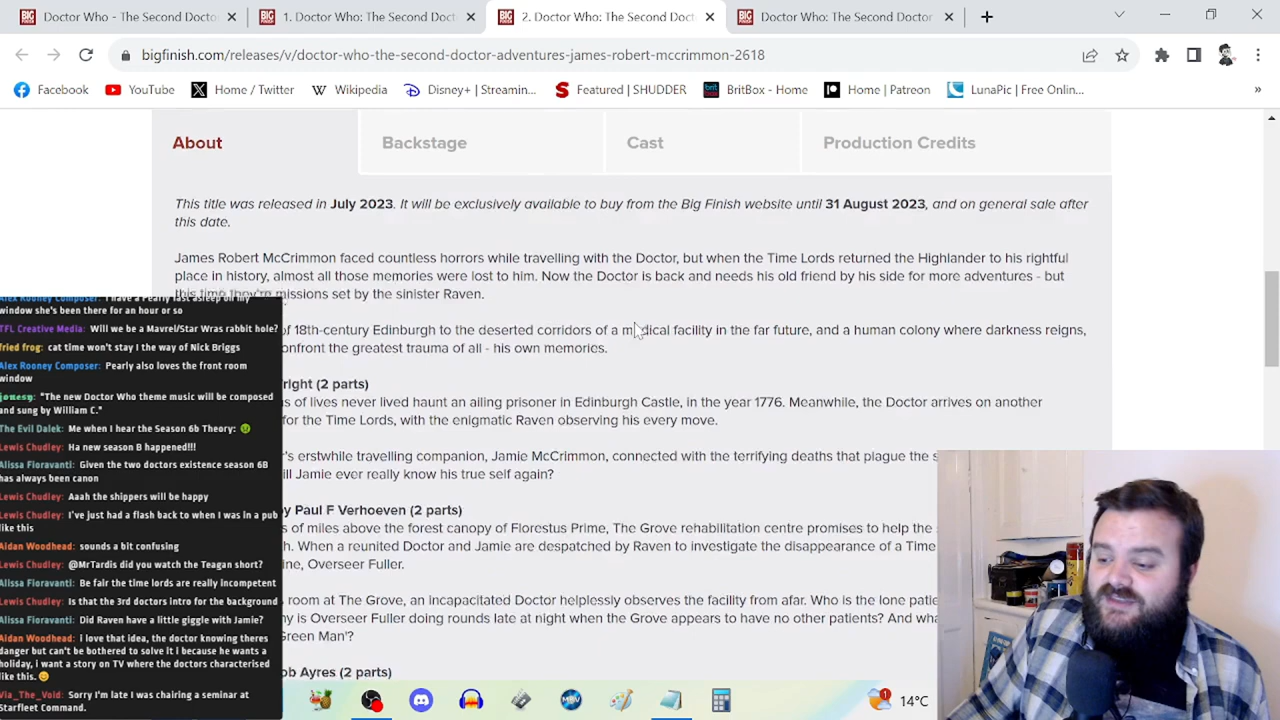 Doctor Who - The Second Doctor
1. Doctor Who: The Second Doct
2. Doctor Who: The Second Doct
Doctor Who: The Second Doctor
bigfinish.com/releases/v/doctor-who-the-second-doctor-adventures-james-robert-mccrimmon-2618
Facebook
YouTube
Home / Twitter
Wikipedia
Disney+ | Streamin...
Featured | SHUDDER
BritBox - Home
Home | Patreon
LunaPic | Free Onlin...
About
Backstage
Cast
Production Credits
This title was released in July 2023. It will be exclusively available to buy from the Big Finish website until 31 August 2023, and on general sale after
this date.
James Robert McCrimmon faced countless horrors while travelling with the Doctor, but when the Time Lords returned the Highlander to his rightful
place in history, almost all those memories were lost to him. Now the Doctor is back and needs his old friend by his side for more adventures - but
this time they're missions set by the sinister Raven.
of 18th-century Edinburgh to the deserted corridors of a medical facility in the far future, and a human colony where darkness reigns,
confront the greatest trauma of all - his own memories.
right (2 parts)
s of lives never lived haunt an ailing prisoner in Edinburgh Castle, in the year 1776. Meanwhile, the Doctor arrives on another
for the Time Lords, with the enigmatic Raven observing his every move.
's erstwhile travelling companion, Jamie McCrimmon, connected with the terrifying deaths that plague the
ill Jamie ever really know his true self again?
by Paul F Verhoeven (2 parts)
s of miles above the forest canopy of Florestus Prime, The Grove rehabilitation centre promises to help the
h. When a reunited Doctor and Jamie are despatched by Raven to investigate the disappearance of a Time
ine, Overseer Fuller.
room at The Grove, an incapacitated Doctor helplessly observes the facility from afar. Who is the lone
ny is Overseer Fuller doing rounds late at night when the Grove appears to have no other patients? And
Green Man'?
ob Ayres (2 parts)
Alex Rooney Composer: I have a Pearly last asleep on my
window she's been there for an hour or so
TFL Creative Media: Will we be a Mavrel/Star Wras rabbit hole?
fried frog: cat time won't stay I the way of Nick Briggs
Alex Rooney Composer: Pearly also loves the front room
window
jonesy: "The new Doctor Who theme music will be composed
and sung by William C."
The Evil Dalek: Me when I hear the Season 6b Theory:
Lewis Chudley: Ha new season B happened!!!
Alissa Fioravanti: Given the two doctors existence season 6B
has always been canon
Lewis Chudley: Aaah the shippers will be happy
Lewis Chudley: I've just had a flash back to when I was in a pub
like this
Aidan Woodhead: sounds a bit confusing
Lewis Chudley: @MrTardis did you watch the Teagan short?
Alissa Fioravanti: Be fair the time lords are really incompetent
Lewis Chudley: Is that the 3rd doctors intro for the background
Alissa Fioravanti: Did Raven have a little giggle with Jamie?
Aidan Woodhead: i love that idea, the doctor knowing theres
danger but can't be bothered to solve it i because he wants a
holiday, i want a story on TV where the doctors characterised
like this.
Via_The_Void: Sorry I'm late I was chairing a seminar at
Starfleet Command.
14°C